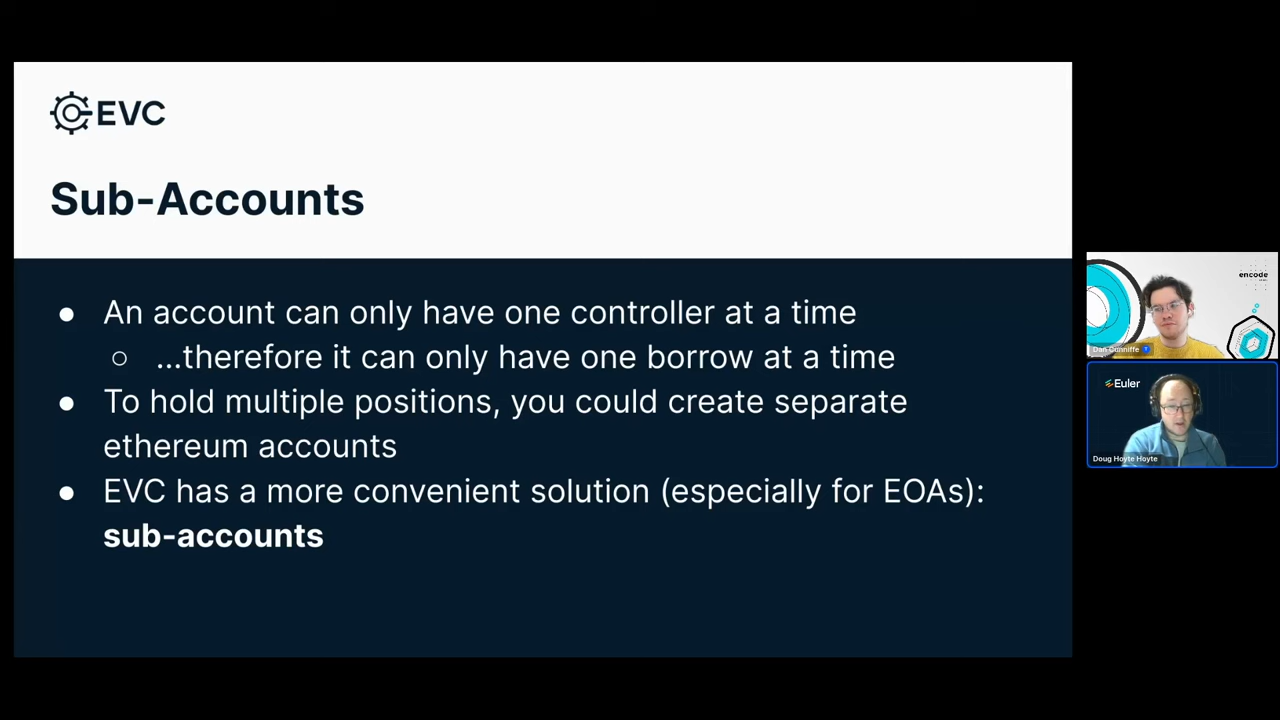 EVC
Sub-Accounts
● An account can only have one controller at a time
○ ...therefore it can only have one borrow at a time
● To hold multiple positions, you could create separate
ethereum accounts
● EVC has a more convenient solution (especially for EOAs):
sub-accounts
encode
Dan Cunniffe
Euler
Doug Hoyte Hoyte